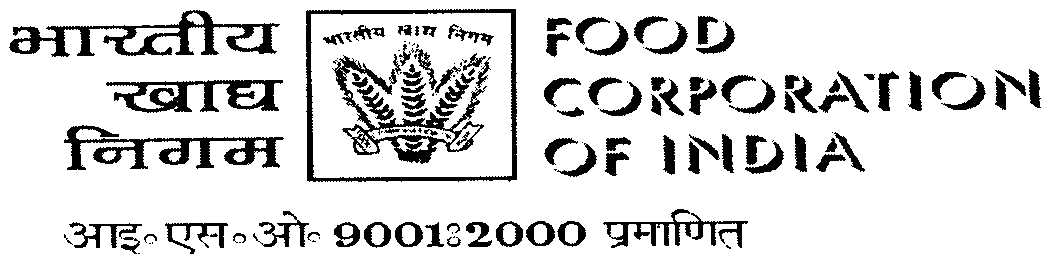 भारतीय
खाद्य
निगम
भारतीय खाद्य निगम
FOOD
CORPORATION
OF INDIA
आइ॰ एस॰ ओ॰ 9001:2000 प्रमाणित